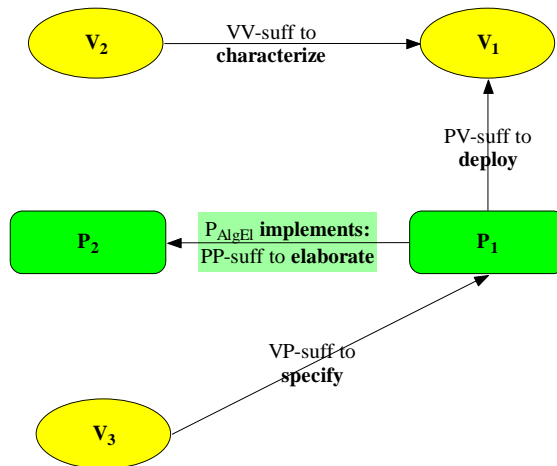 V₂
VV-suff to
characterize
V₁
PV-suff to
deploy
P₂
P_AlgEl implements:
PP-suff to elaborate
P₁
VP-suff to
specify
V₃